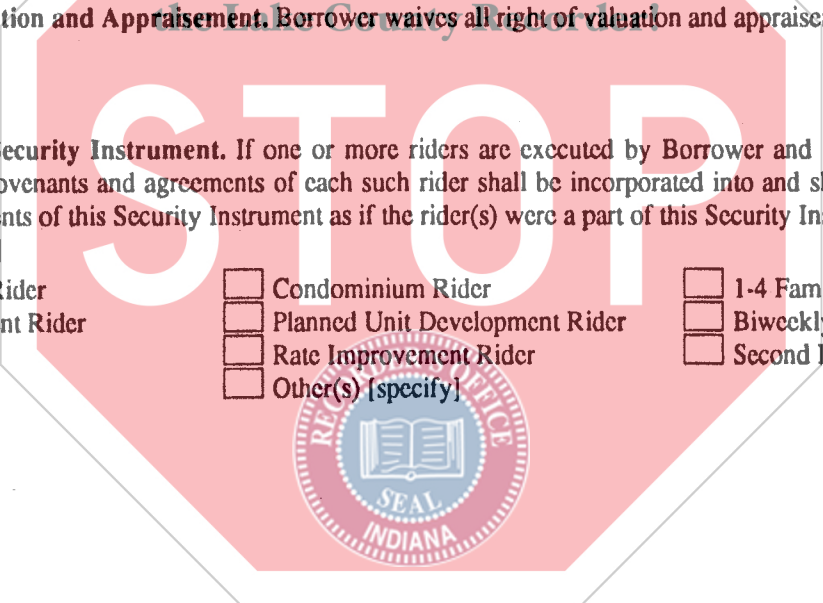 tion and Appraisement. Borrower waives all right of valuation and appraise
the Lake County Recorder!
STOP
ecurity Instrument. If one or more riders are executed by Borrower and
ovenants and agreements of each such rider shall be incorporated into and s
nts of this Security Instrument as if the rider(s) were a part of this Security In
Rider
Condominium Rider
1-4 Fam
nt Rider
Planned Unit Development Rider
Biweekly
Rate Improvement Rider
Second
Other(s) [specify]
RECORDER'S OFFICE
SEAL
INDIANA